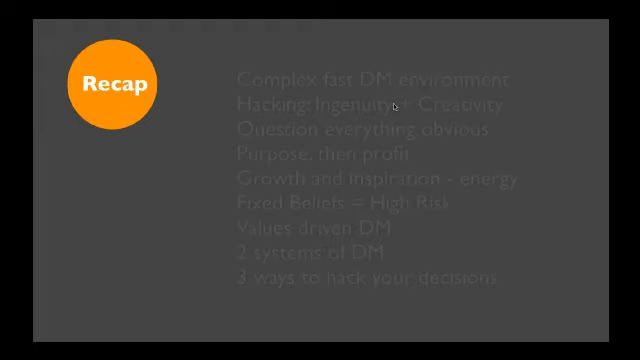 Recap
Complex fast DM environment
Hacking: Ingenuity + Creativity
Question everything obvious
Purpose, then profit
Growth and Inspiration - energy
Fixed Beliefs = High Risk
Values driven DM
2 systems of DM
3 ways to hack your decisions